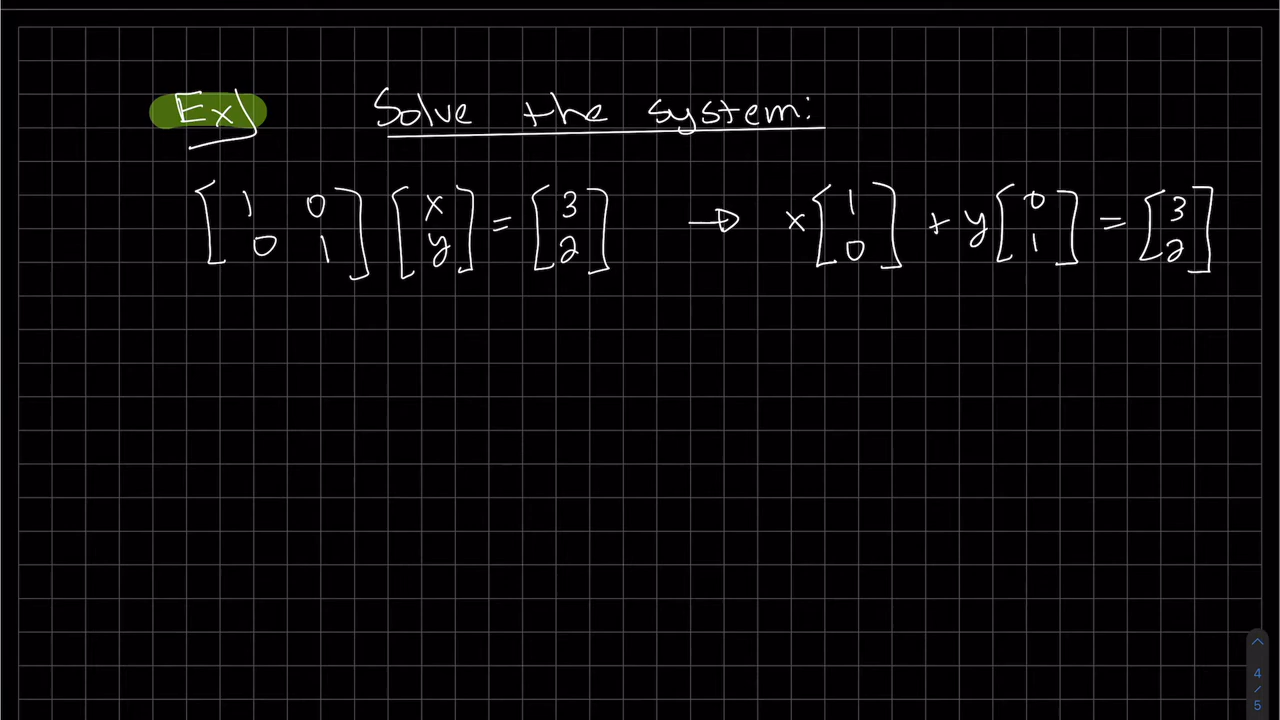 Ex) Solve the system:
[1 0; 0 1] [x; y] = [3; 2] → x[1; 0] + y[0; 1] = [3; 2]
4
/
5